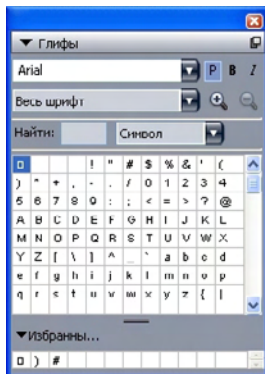 Глифы
Arial P B I
Весь шрифт
Найти: Символ
! " # $ % & ' (
) * + , - . / 0 1 2 3 4
5 6 7 8 9 : ; < = > ? @
A B C D E F G H I J K L
M N O P Q R S T U V W X
Y Z [ \ ] ^ _ ` a b c d
e f g h i j k l m n o p
q r s t u v w x y z { |
Избранны...
) #